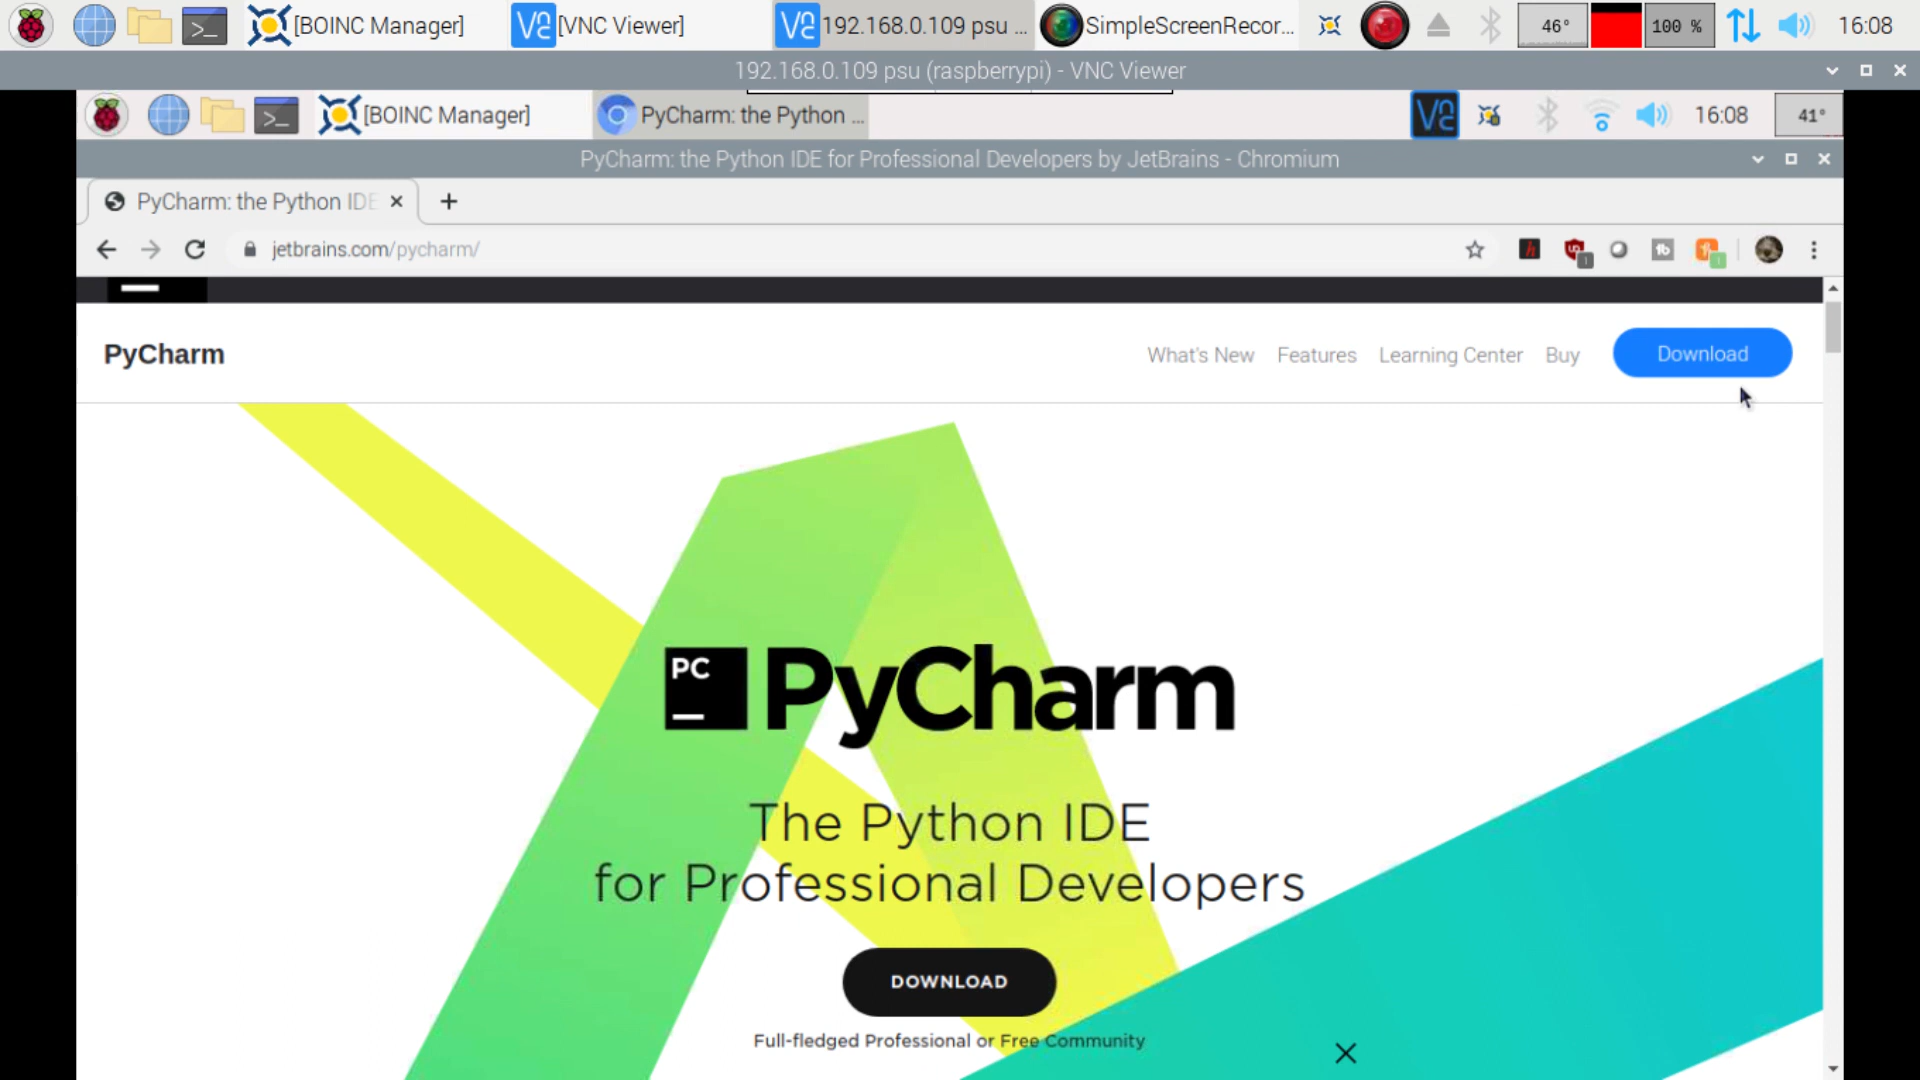 [BOINC Manager] [VNC Viewer] 192.168.0.109 psu ... SimpleScreenRecor... 46° 100 % 16:08
192.168.0.109 psu (raspberrypi) - VNC Viewer
[BOINC Manager] PyCharm: the Python ... 16:08 41°
PyCharm: the Python IDE for Professional Developers by JetBrains - Chromium
PyCharm: the Python IDE
jetbrains.com/pycharm/
PyCharm What's New Features Learning Center Buy Download
PC PyCharm
The Python IDE
for Professional Developers
DOWNLOAD
Full-fledged Professional or Free Community